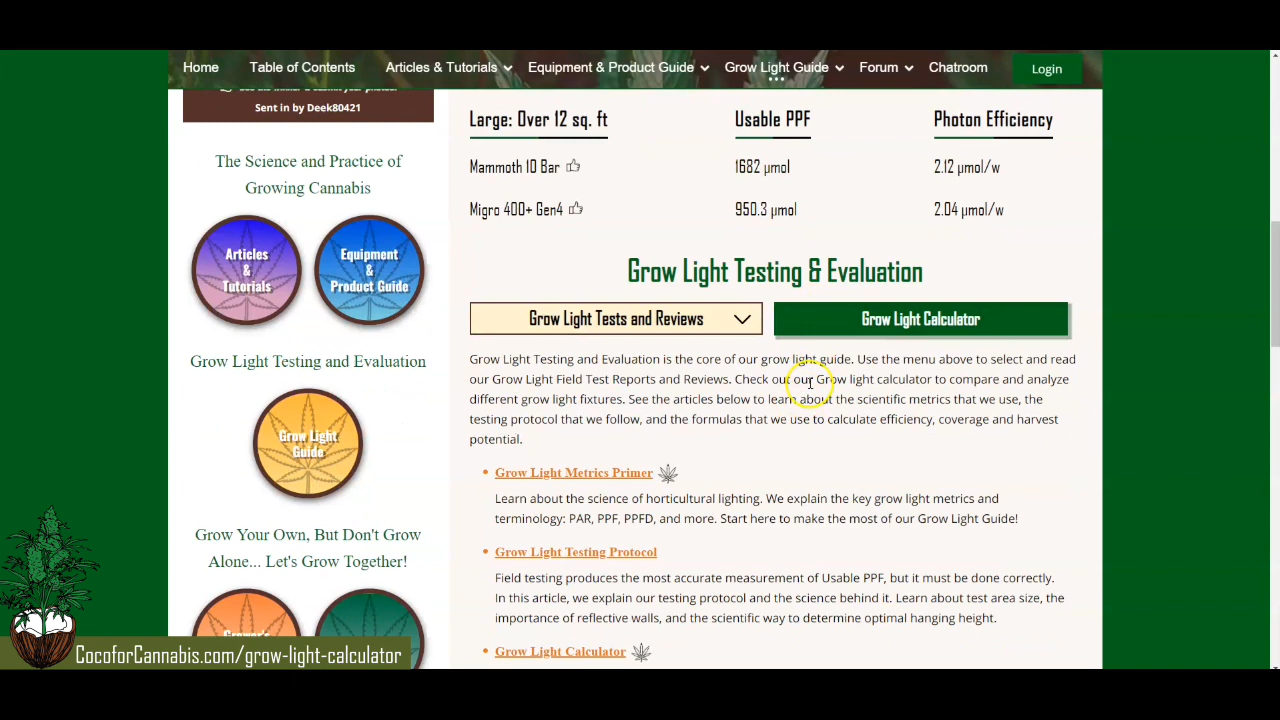 Home Table of Contents Articles & Tutorials Equipment & Product Guide Grow Light Guide Forum Chatroom Login
Sent in by Deek80421
The Science and Practice of
Growing Cannabis
Articles
&
Tutorials
Equipment
&
Product Guide
Grow Light Testing and Evaluation
Grow Light
Guide
Grow Your Own, But Don't Grow
Alone... Let's Grow Together!
Large: Over 12 sq. ft Usable PPF Photon Efficiency
Mammoth 10 Bar 1682 µmol 2.12 µmol/w
Migro 400+ Gen4 950.3 µmol 2.04 µmol/w
Grow Light Testing & Evaluation
Grow Light Tests and Reviews Grow Light Calculator
Grow Light Testing and Evaluation is the core of our grow light guide. Use the menu above to select and read
our Grow Light Field Test Reports and Reviews. Check out our Grow light calculator to compare and analyze
different grow light fixtures. See the articles below to learn about the scientific metrics that we use, the
testing protocol that we follow, and the formulas that we use to calculate efficiency, coverage and harvest
potential.
Grow Light Metrics Primer
Learn about the science of horticultural lighting. We explain the key grow light metrics and
terminology: PAR, PPF, PPFD, and more. Start here to make the most of our Grow Light Guide!
Grow Light Testing Protocol
Field testing produces the most accurate measurement of Usable PPF, but it must be done correctly.
In this article, we explain our testing protocol and the science behind it. Learn about test area size, the
importance of reflective walls, and the scientific way to determine optimal hanging height.
Grow Light Calculator
CocoforCannabis.com/grow-light-calculator